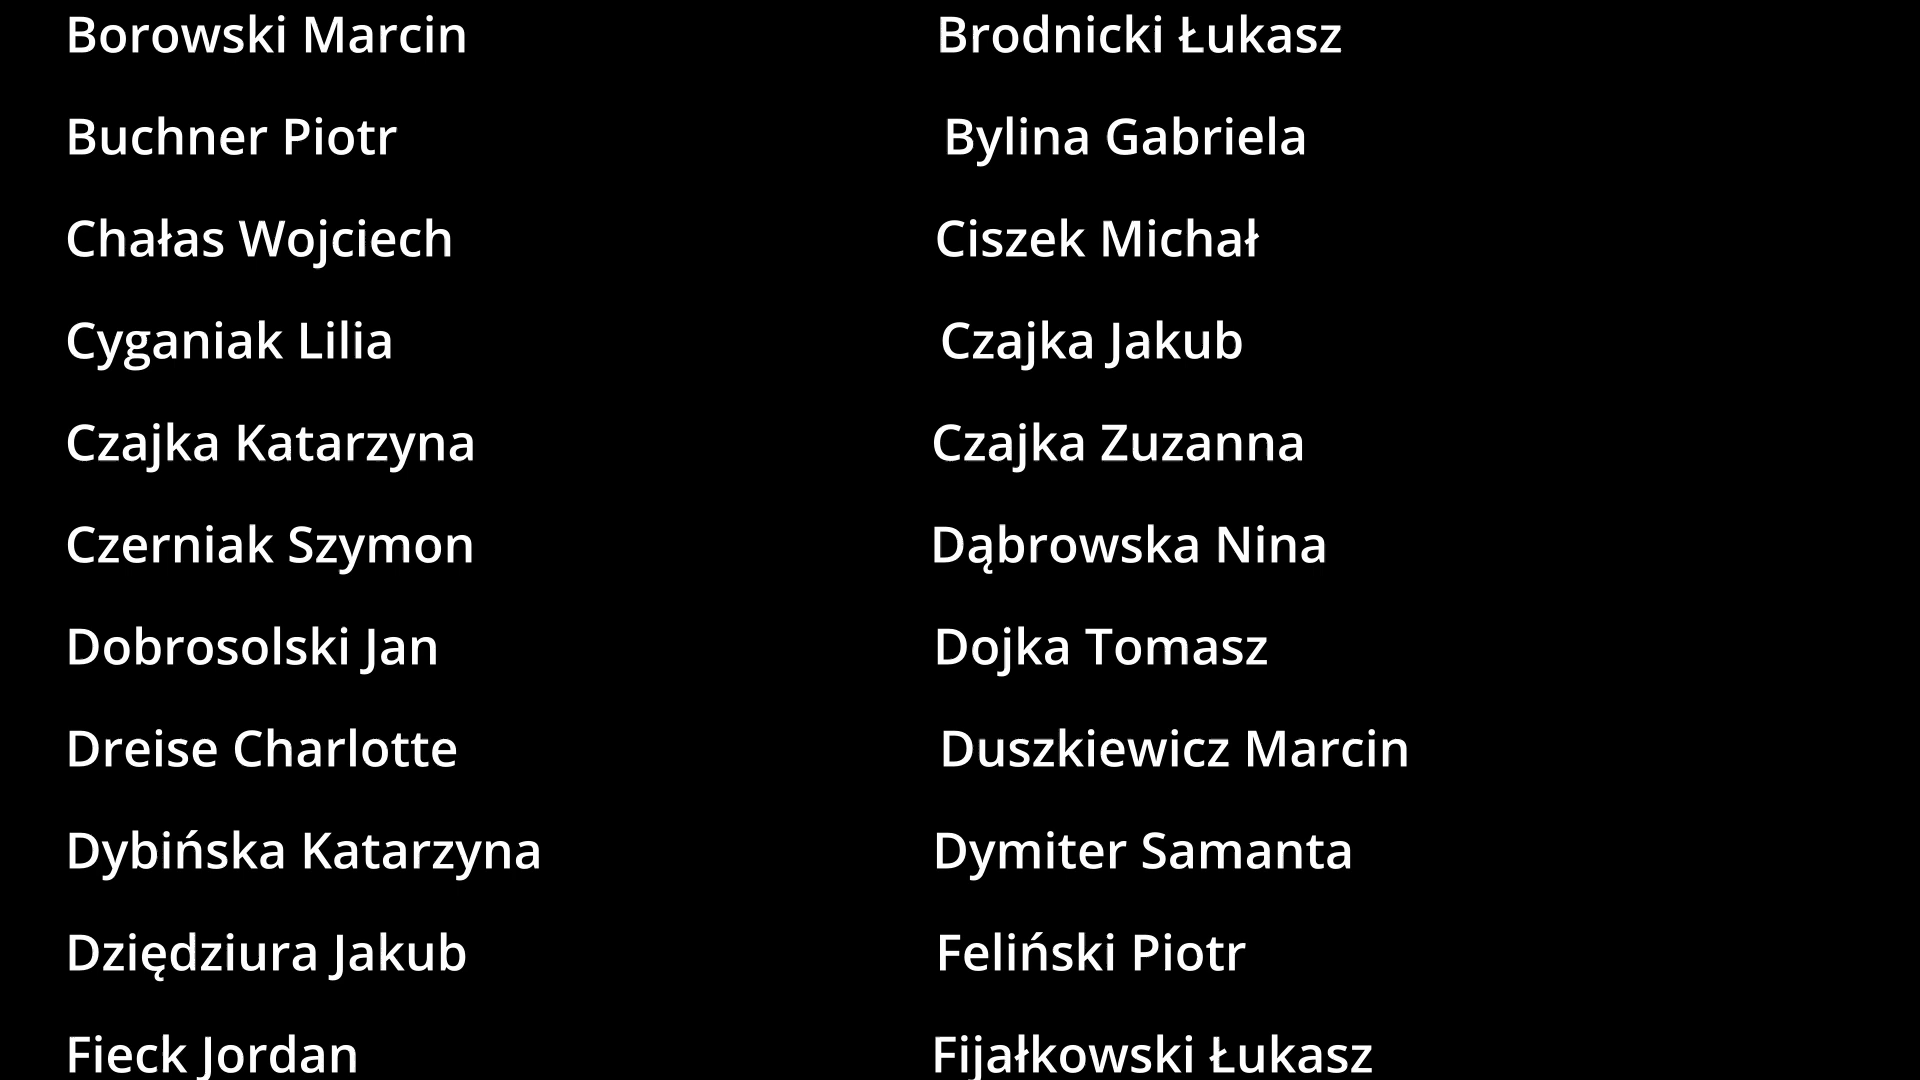 Borowski Marcin Brodnicki Łukasz
Buchner Piotr Bylina Gabriela
Chałas Wojciech Ciszek Michał
Cyganiak Lilia Czajka Jakub
Czajka Katarzyna Czajka Zuzanna
Czerniak Szymon Dąbrowska Nina
Dobrosolski Jan Dojka Tomasz
Dreise Charlotte Duszkiewicz Marcin
Dybińska Katarzyna Dymiter Samanta
Dziędziura Jakub Feliński Piotr
Fieck Jordan Fijałkowski Łukasz